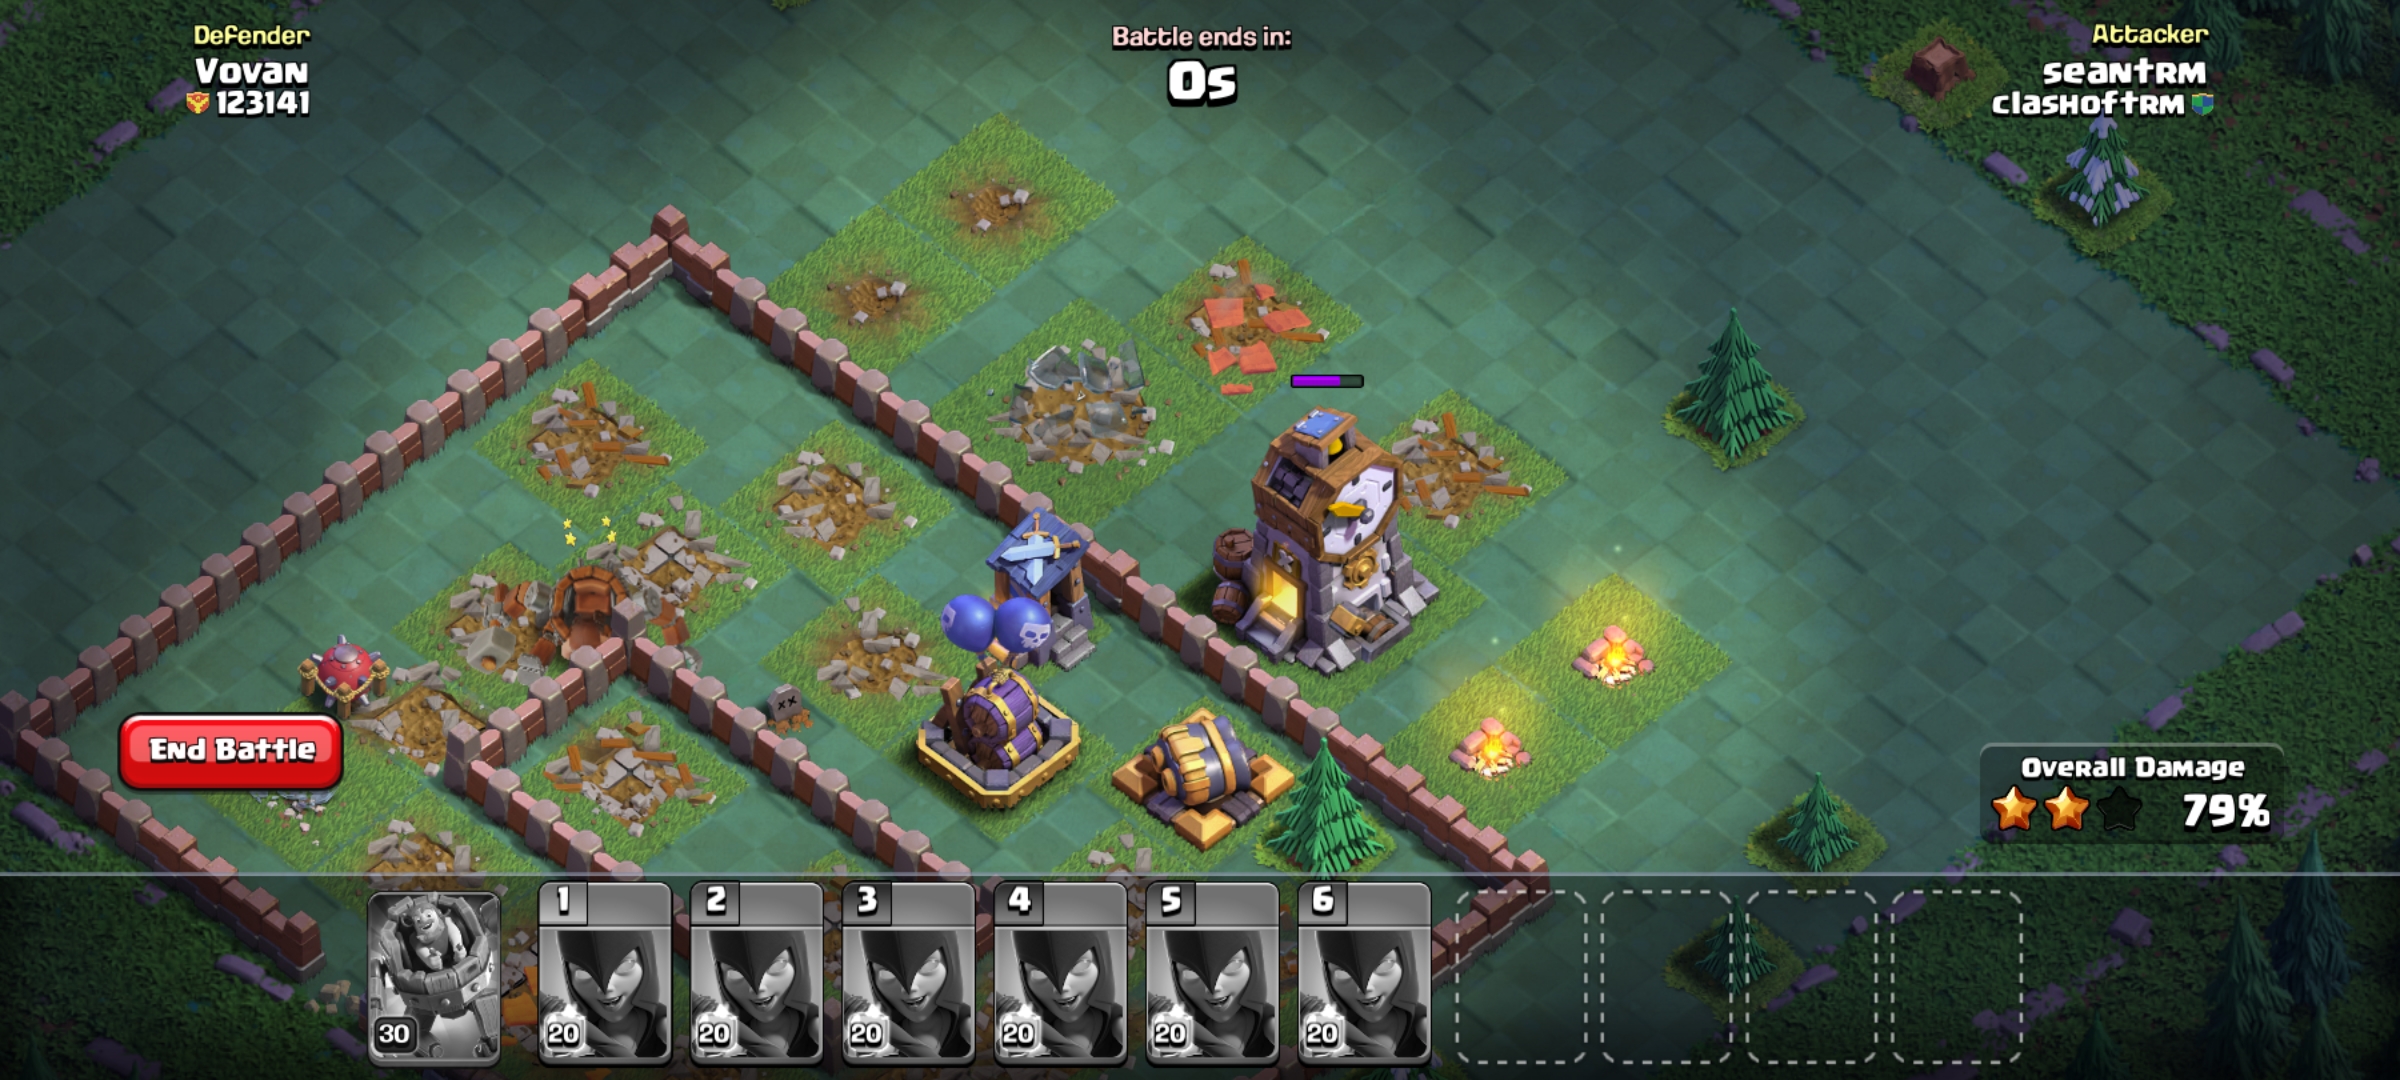 Defender
Vovan
123141
Battle ends in:
0s
Attacker
seantrm
clashoftrm
End Battle
Overall Damage
79%
1
2
3
4
5
6
30
20
20
20
20
20
20